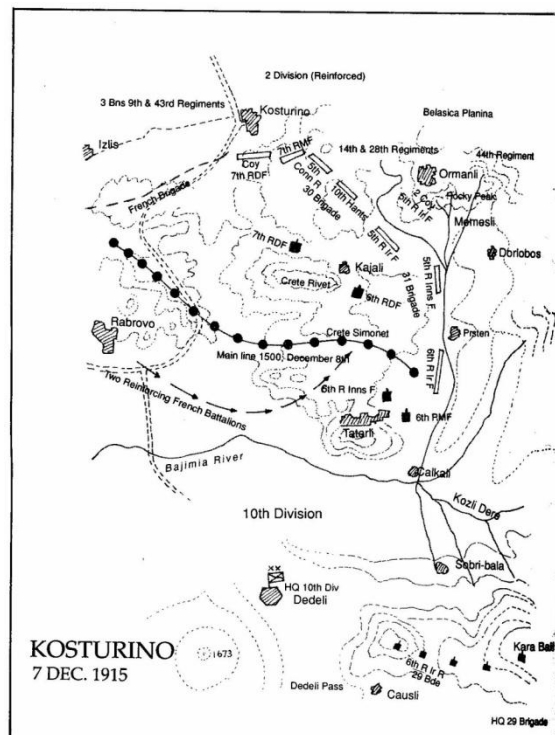 2 Division (Reinforced)
3 Bns 9th & 43rd Regiments
Kosturino
Belasica Planina
Izlis
7th RMF
14th & 28th Regiments
44th Regiment
Coy
7th RDF
5th
Conn R
10th Hants
30 Brigade
Ormanli
Rocky Peak
2 Coy
5th R Ir F
Memesli
French Brigade
7th RDF
5th R Ir F
Dorlobos
Kajali
Crete Rivet
6th RDF
31 Brigade
5th R Inns F
Rabrovo
Crete Simonet
Prsten
Main line 1500, December 8th
Two Reinforcing French Battalions
6th R Inns F
6th R Ir F
6th RMF
Tatarli
Bajimia River
Calkali
Kozli Dere
10th Division
Sobri-bala
XX
HQ 10th Div
Dedeli
KOSTURINO
7 DEC. 1915
1673
6th R Ir R
29 Bde
Kara Bail
Dedeli Pass
Causli
HQ 29 Brigade